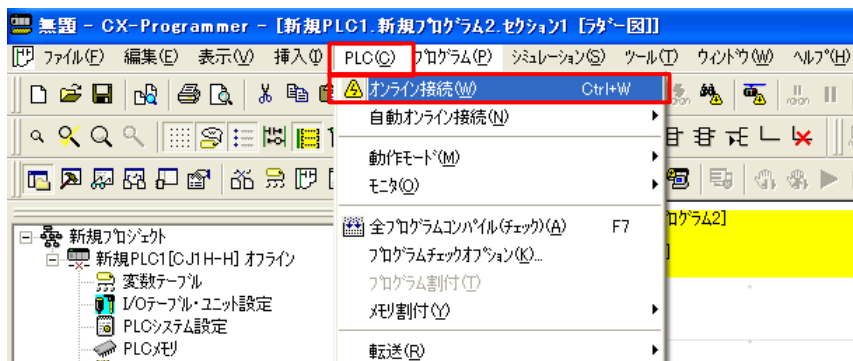 無題 - CX-Programmer - [新規PLC1.新規ﾌﾟﾛｸﾞﾗﾑ2.ｾｸｼｮﾝ1 [ﾗﾀﾞｰ図]]
ﾌｧｲﾙ(F) 編集(E) 表示(V) 挿入(I) PLC(C) ﾌﾟﾛｸﾞﾗﾑ(P) ｼﾐｭﾚｰｼｮﾝ(S) ﾂｰﾙ(T) ｳｨﾝﾄﾞｳ(W) ﾍﾙﾌﾟ(H)
ｵﾝﾗｲﾝ接続(W) Ctrl+W
自動ｵﾝﾗｲﾝ接続(N)
動作ﾓｰﾄﾞ(M)
ﾓﾆﾀ(O)
全ﾌﾟﾛｸﾞﾗﾑｺﾝﾊﾟｲﾙ(ﾁｪｯｸ)(A) F7
ﾌﾟﾛｸﾞﾗﾑﾁｪｯｸｵﾌﾟｼｮﾝ(K)...
ﾌﾟﾛｸﾞﾗﾑ割付(T)
ﾒﾓﾘ割付(Y)
転送(R)
新規ﾌﾟﾛｼﾞｪｸﾄ
新規PLC1[CJ1H-H] ｵﾌﾗｲﾝ
変数ﾃｰﾌﾞﾙ
I/Oﾃｰﾌﾞﾙ・ﾕﾆｯﾄ設定
PLCｼｽﾃﾑ設定
PLCﾒﾓﾘ
ﾛｸﾞﾗﾑ2]
]